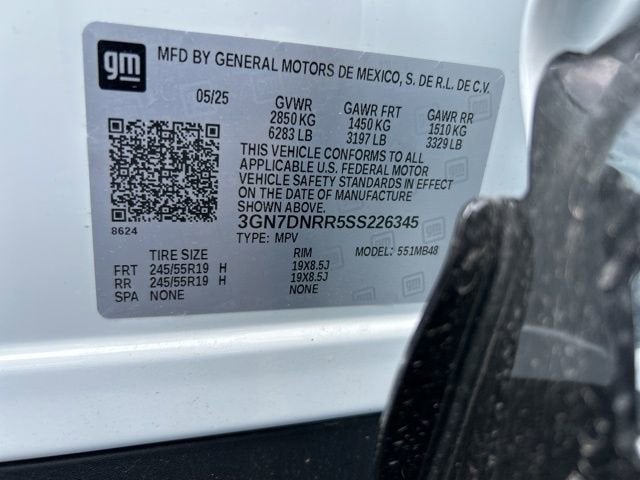 gm
MFD BY GENERAL MOTORS DE MEXICO, S. DE R.L. DE C.V.
05/25 GVWR GAWR FRT GAWR RR
2850 KG 1450 KG 1510 KG
6283 LB 3197 LB 3329 LB
THIS VEHICLE CONFORMS TO ALL
APPLICABLE U.S. FEDERAL MOTOR
VEHICLE SAFETY STANDARDS IN EFFECT
ON THE DATE OF MANUFACTURE
SHOWN ABOVE.
8624 3GN7DNRR5SS226345
TYPE: MPV MODEL: 551MB48
TIRE SIZE RIM
FRT 245/55R19 H 19X8.5J
RR 245/55R19 H 19X8.5J
SPA NONE NONE